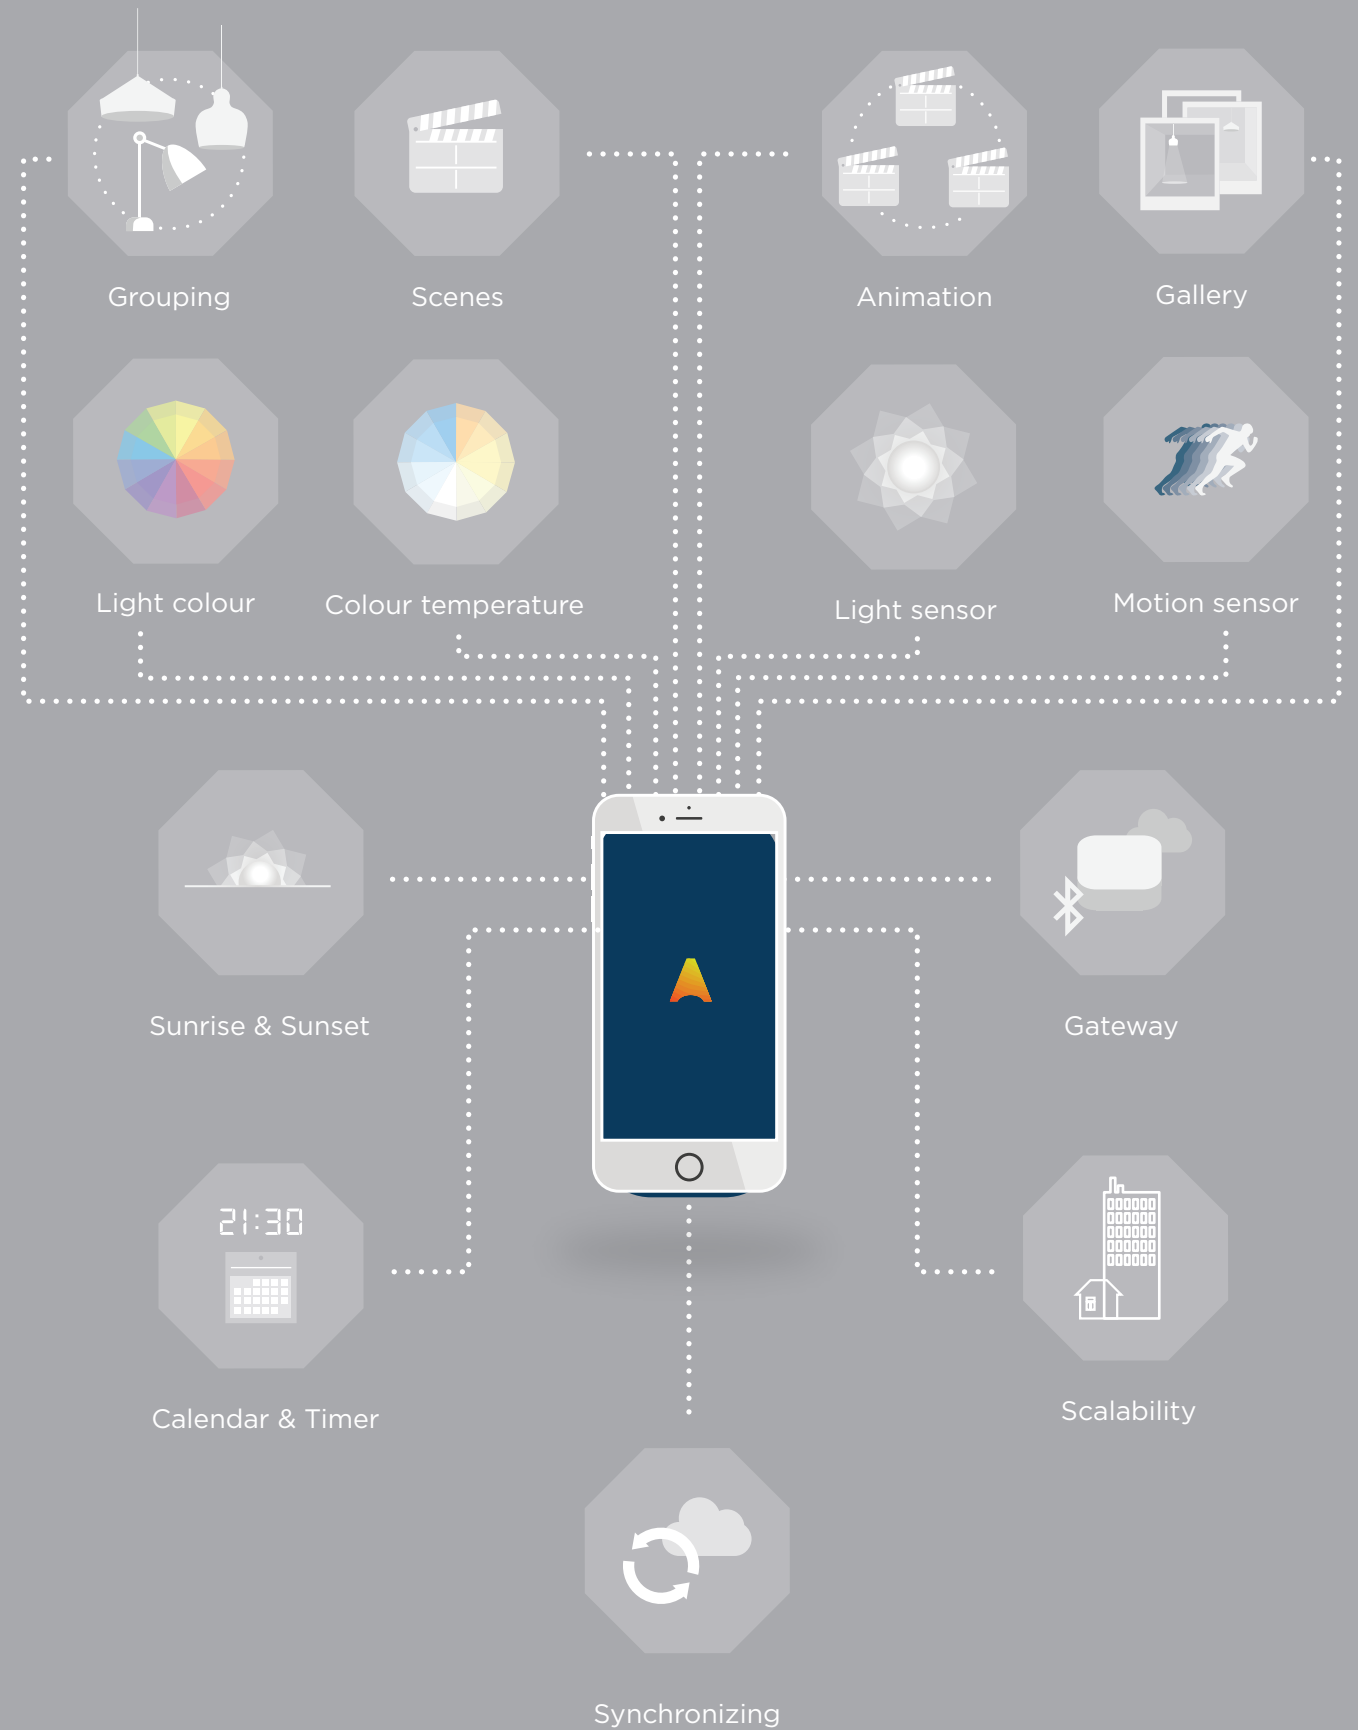 Grouping
Scenes
Animation
Gallery
Light colour
Colour temperature
Light sensor
Motion sensor
Sunrise & Sunset
Gateway
21:30
Calendar & Timer
Scalability
Synchronizing